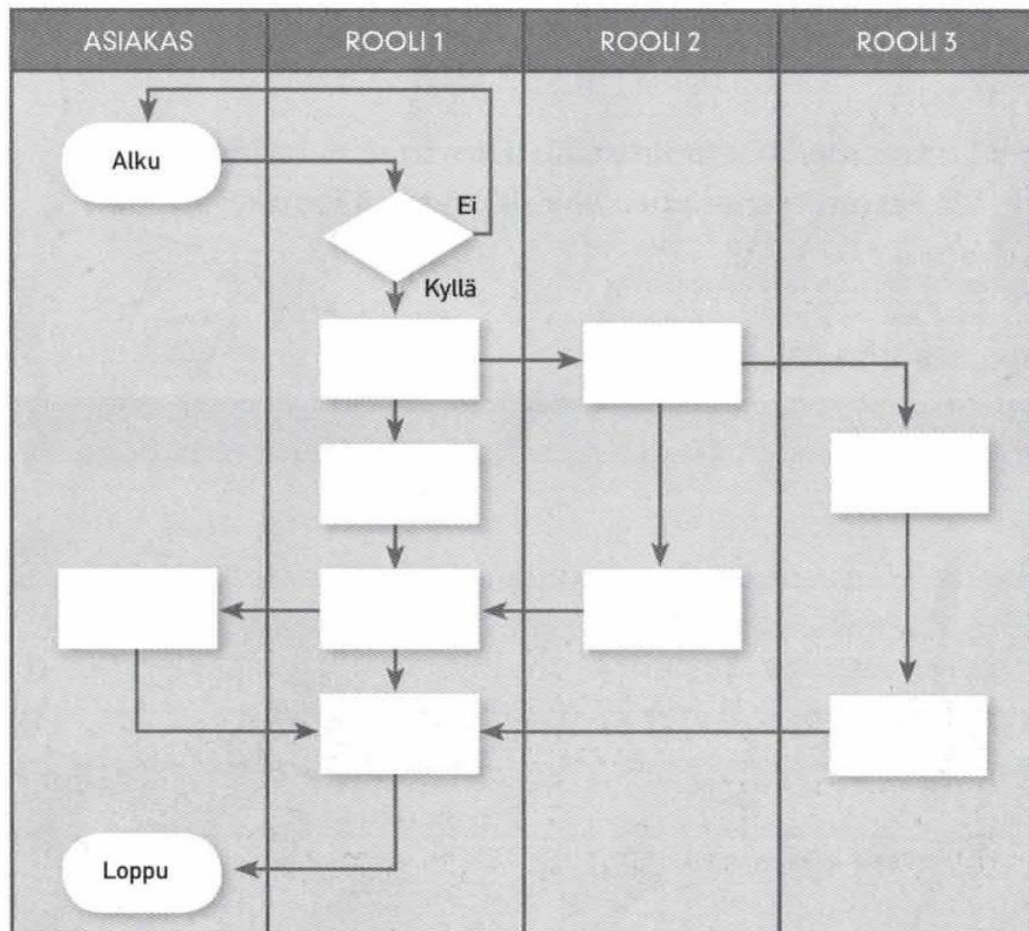 ASIAKAS ROOLI 1 ROOLI 2 ROOLI 3
Alku
Ei
Kyllä
Loppu